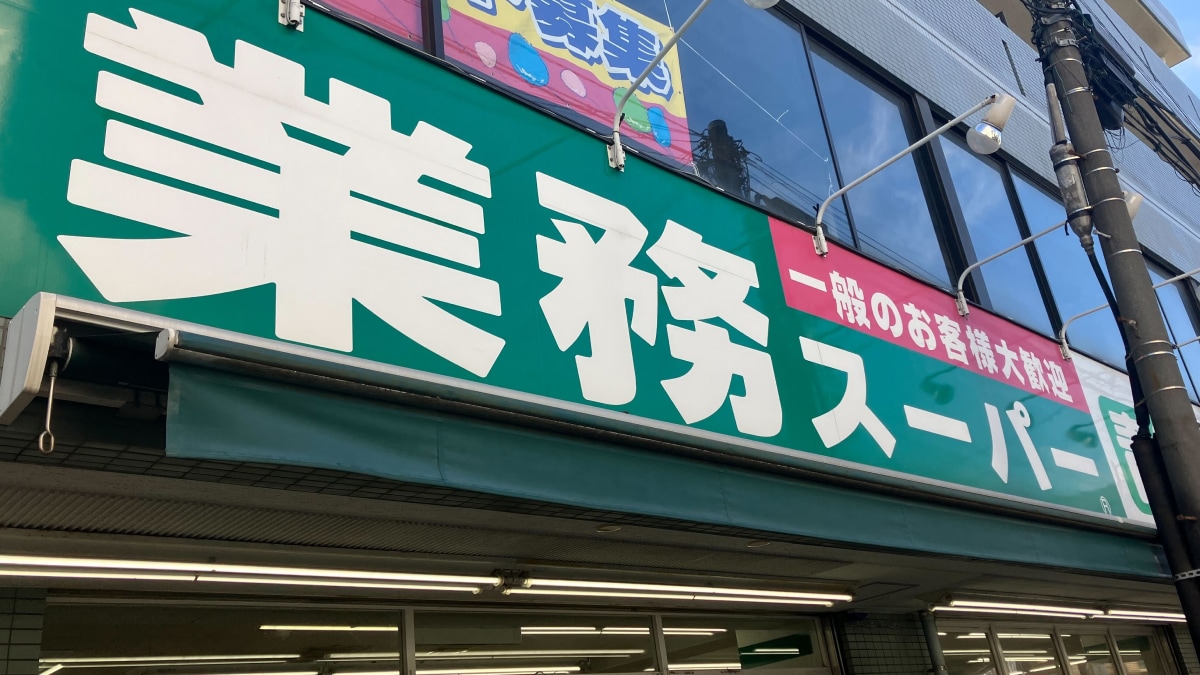 募集
業務スーパー
一般のお客様大歓迎
®